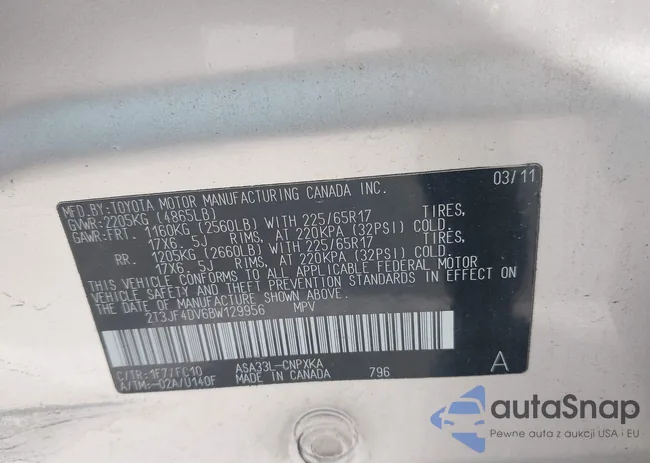 MFD.BY:TOYOTA MOTOR MANUFACTURING CANADA INC. 03/11
GVWR:2205KG (4865LB)
GAWR:FRT. 1160KG (2560LB) WITH 225/65R17 TIRES,
17X6. 5J RIMS, AT 220KPA (32PSI) COLD
RR. 1205KG (2660LB) WITH 225/65R17 TIRES,
17X6. 5J RIMS, AT 220KPA (32PSI) COLD.
THIS VEHICLE CONFORMS TO ALL APPLICABLE FEDERAL MOTOR
VEHICLE SAFETY AND THEFT PREVENTION STANDARDS IN EFFECT ON
THE DATE OF MANUFACTURE SHOWN ABOVE.
2T3JF4DV6BW129956 MPV
C/TR:1F7/FC10 ASA33L-CNPXKA A
A/TM:-02A/U140F MADE IN CANADA 796
autoSnap
Pewne auta z aukcji USA i EU